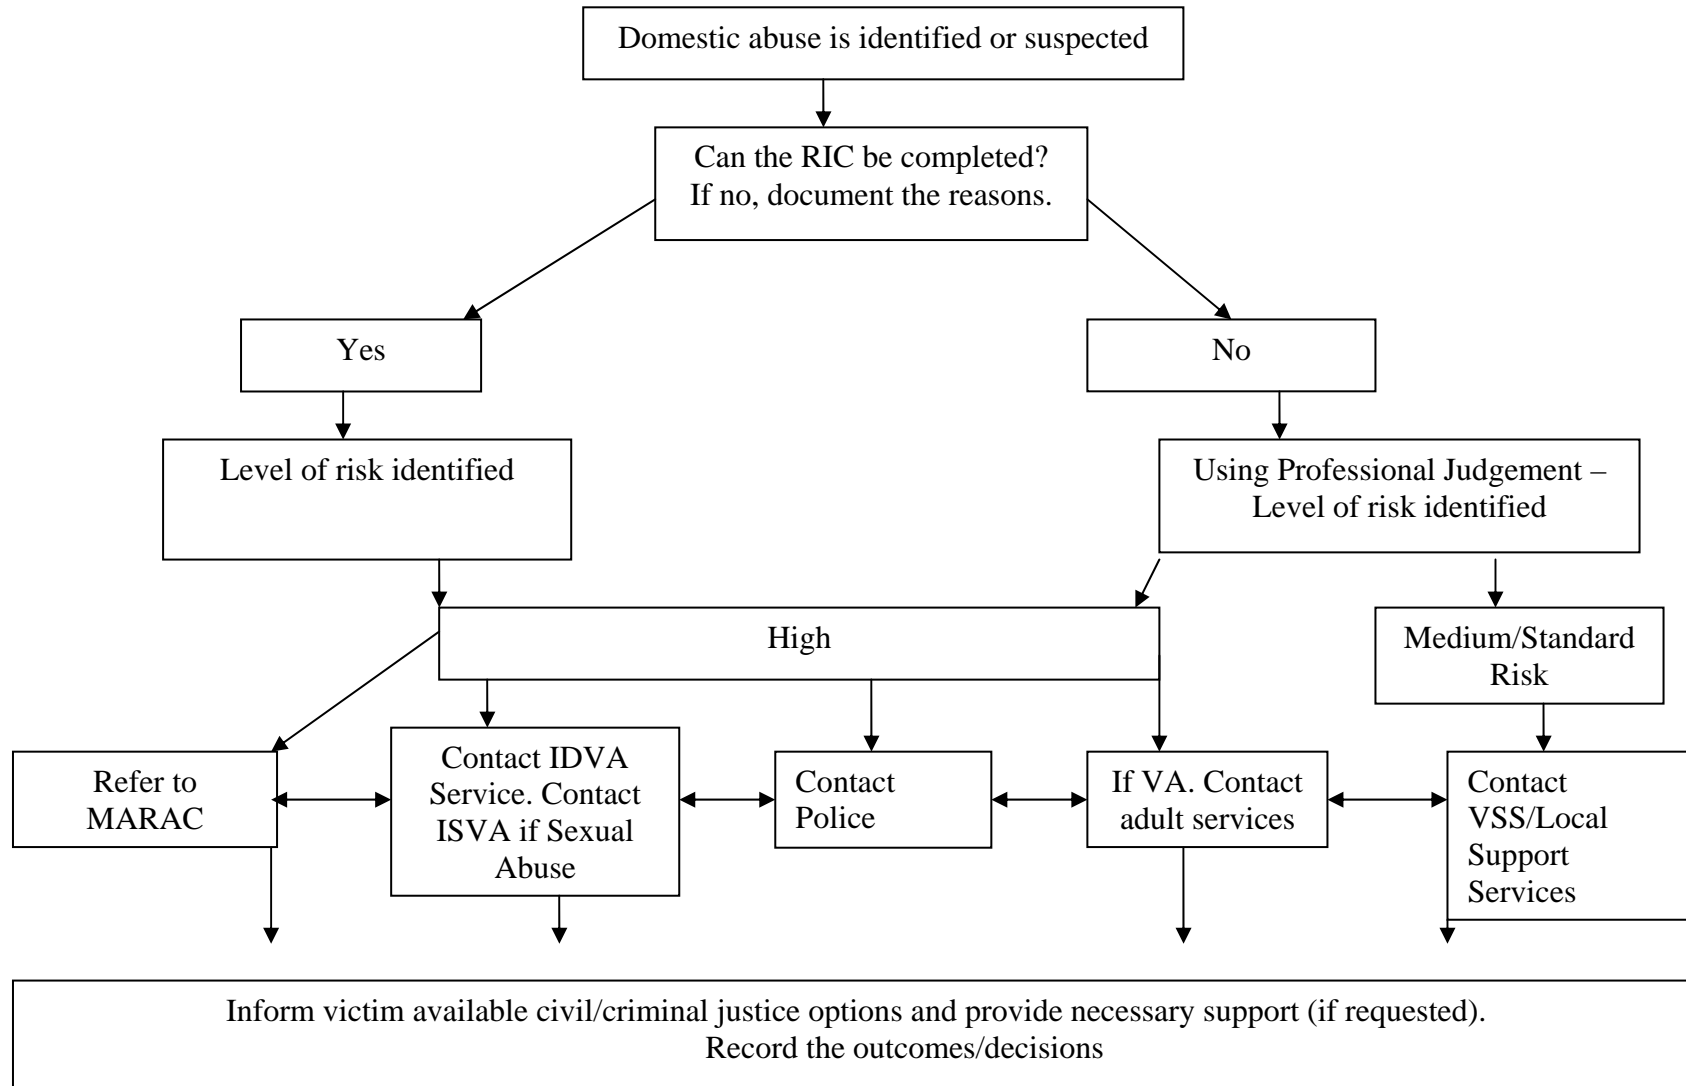 Domestic abuse is identified or suspected
Can the RIC be completed?
If no, document the reasons.
Yes
No
Level of risk identified
Using Professional Judgement –
Level of risk identified
High
Medium/Standard
Risk
Refer to
MARAC
Contact IDVA
Service. Contact
ISVA if Sexual
Abuse
Contact
Police
If VA. Contact
adult services
Contact
VSS/Local
Support
Services
Inform victim available civil/criminal justice options and provide necessary support (if requested).
Record the outcomes/decisions